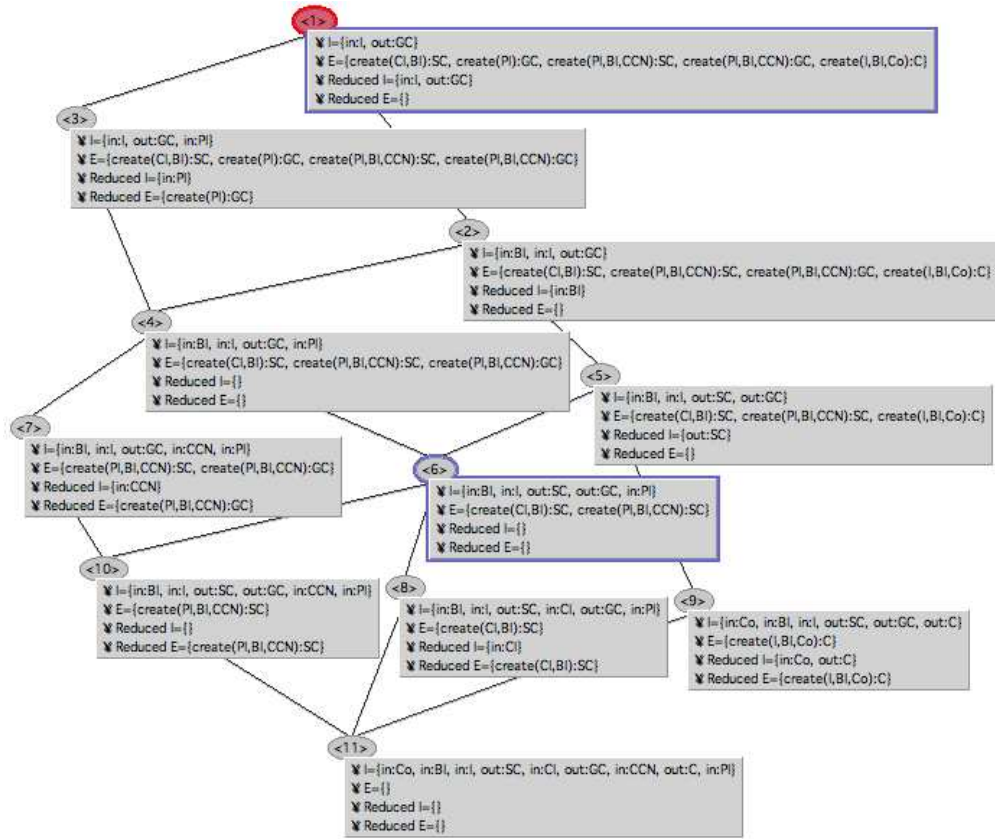 <1>
¥ I={in:I, out:GC}
¥ E={create(CI,BI):SC, create(PI):GC, create(PI,BI,CCN):SC, create(PI,BI,CCN):GC, create(I,BI,Co):C}
¥ Reduced I={in:I, out:GC}
¥ Reduced E={}
<3>
¥ I={in:I, out:GC, in:PI}
¥ E={create(CI,BI):SC, create(PI):GC, create(PI,BI,CCN):SC, create(PI,BI,CCN):GC}
¥ Reduced I={in:PI}
¥ Reduced E={create(PI):GC}
<2>
¥ I={in:BI, in:I, out:GC}
¥ E={create(CI,BI):SC, create(PI,BI,CCN):SC, create(PI,BI,CCN):GC, create(I,BI,Co):C}
¥ Reduced I={in:BI}
¥ Reduced E={}
<4>
¥ I={in:BI, in:I, out:GC, in:PI}
¥ E={create(CI,BI):SC, create(PI,BI,CCN):SC, create(PI,BI,CCN):GC}
¥ Reduced I={}
¥ Reduced E={}
<5>
¥ I={in:BI, in:I, out:SC, out:GC}
¥ E={create(CI,BI):SC, create(PI,BI,CCN):SC, create(I,BI,Co):C}
¥ Reduced I={out:SC}
¥ Reduced E={}
<7>
¥ I={in:BI, in:I, out:GC, in:CCN, in:PI}
¥ E={create(PI,BI,CCN):SC, create(PI,BI,CCN):GC}
¥ Reduced I={in:CCN}
¥ Reduced E={create(PI,BI,CCN):GC}
<6>
¥ I={in:BI, in:I, out:SC, out:GC, in:PI}
¥ E={create(CI,BI):SC, create(PI,BI,CCN):SC}
¥ Reduced I={}
¥ Reduced E={}
<10>
¥ I={in:BI, in:I, out:SC, out:GC, in:CCN, in:PI}
¥ E={create(PI,BI,CCN):SC}
¥ Reduced I={}
¥ Reduced E={create(PI,BI,CCN):SC}
<8>
¥ I={in:BI, in:I, out:SC, in:CI, out:GC, in:PI}
¥ E={create(CI,BI):SC}
¥ Reduced I={in:CI}
¥ Reduced E={create(CI,BI):SC}
<9>
¥ I={in:Co, in:BI, in:I, out:SC, out:GC, out:C}
¥ E={create(I,BI,Co):C}
¥ Reduced I={in:Co, out:C}
¥ Reduced E={create(I,BI,Co):C}
<11>
¥ I={in:Co, in:BI, in:I, out:SC, in:CI, out:GC, in:CCN, out:C, in:PI}
¥ E={}
¥ Reduced I={}
¥ Reduced E={}